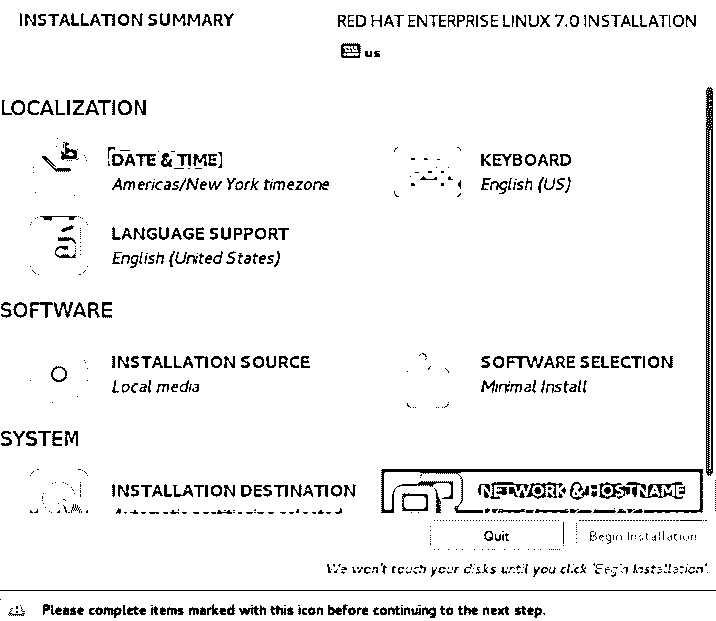 INSTALLATION SUMMARY
RED HAT ENTERPRISE LINUX 7.0 INSTALLATION
us
LOCALIZATION
DATE & TIME
Americas/New York timezone
KEYBOARD
English (US)
LANGUAGE SUPPORT
English (United States)
SOFTWARE
INSTALLATION SOURCE
Local media
SOFTWARE SELECTION
Minimal Install
SYSTEM
INSTALLATION DESTINATION
Automatic partitioning selected
NETWORK & HOSTNAME
Quit
Begin Installation
We won't touch your disks until you click 'Begin Installation'.
Please complete items marked with this icon before continuing to the next step.